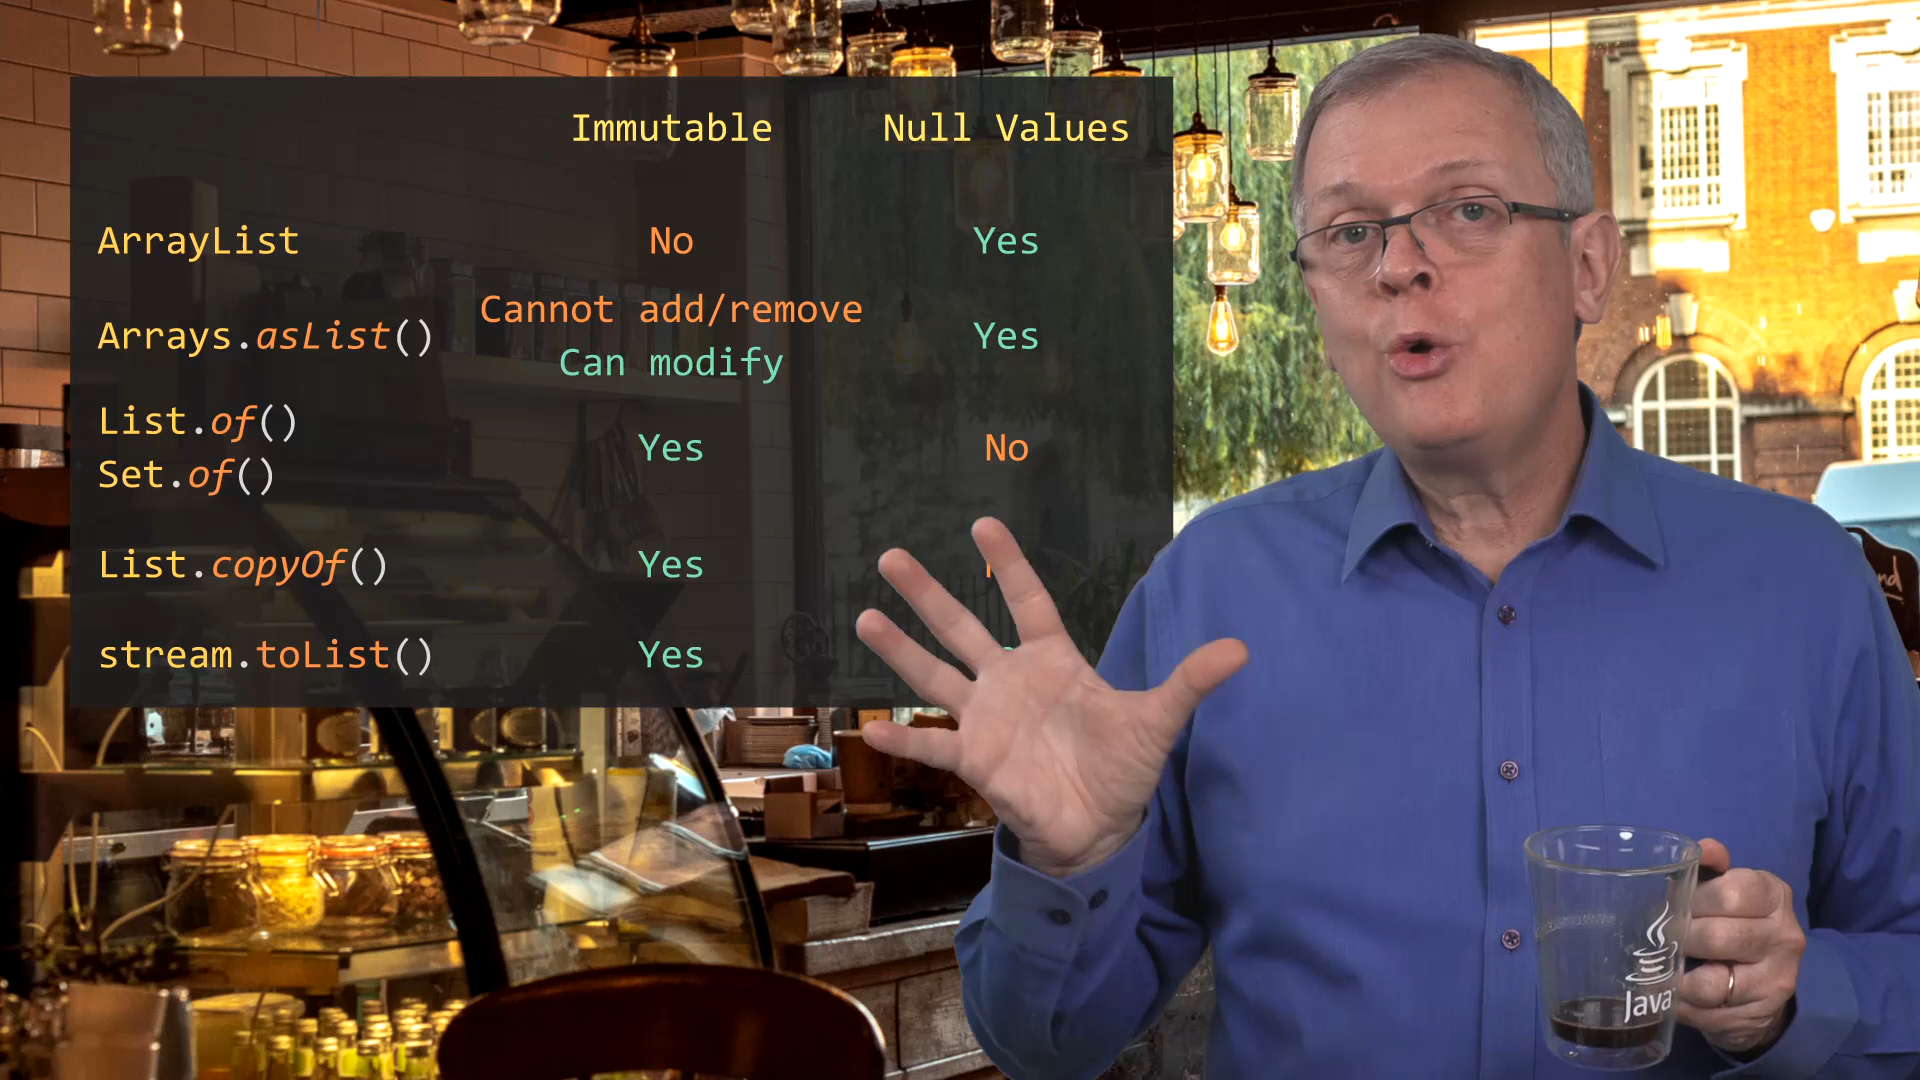 Immutable Null Values
ArrayList No Yes
Cannot add/remove
Arrays.asList() Yes
Can modify
List.of()
Yes No
Set.of()
List.copyOf() Yes
stream.toList() Yes
Java